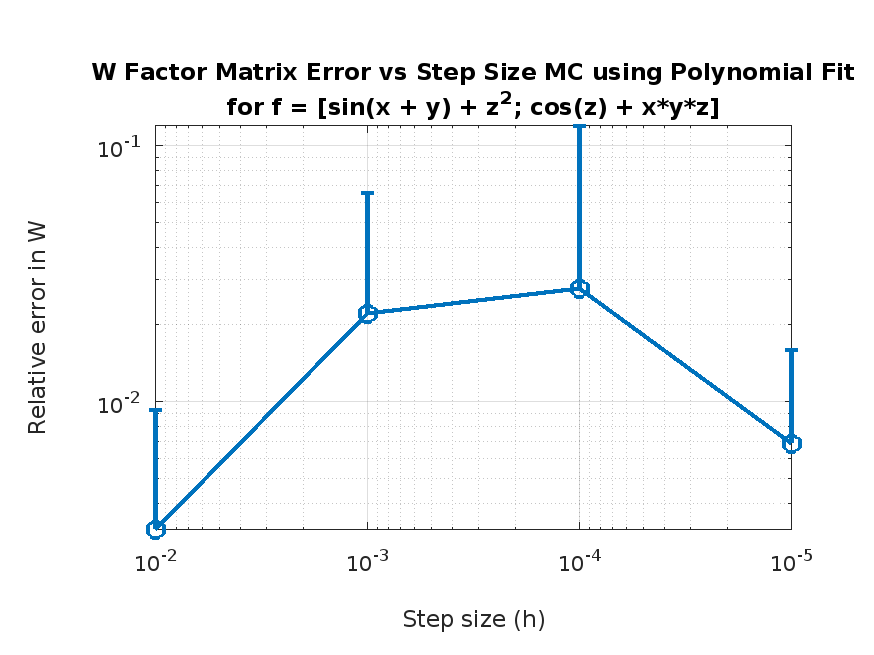 W Factor Matrix Error vs Step Size MC using Polynomial Fit
for f = [sin(x + y) + z^2; cos(z) + x*y*z]
10^-1
10^-2
Relative error in W
10^-2 10^-3 10^-4 10^-5
Step size (h)